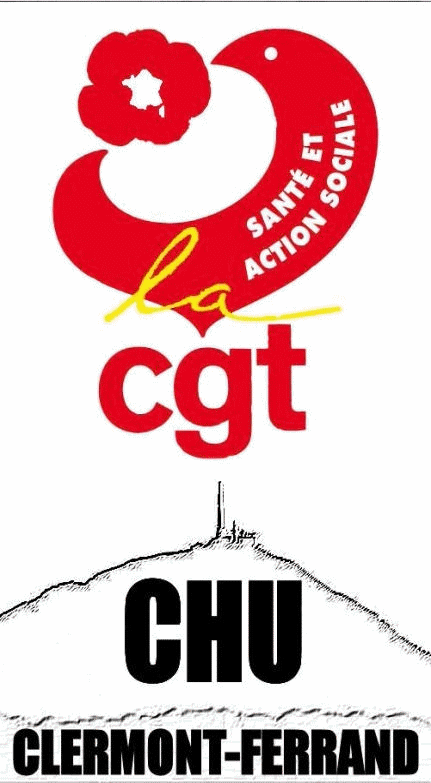 SANTÉ ET
ACTION SOCIALE
la
cgt
CHU
CLERMONT-FERRAND